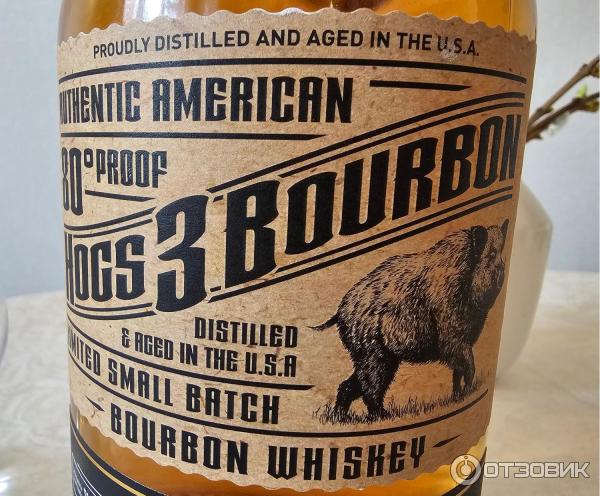 PROUDLY DISTILLED AND AGED IN THE U.S.A.
AUTHENTIC AMERICAN
80° PROOF
HOGS 3 BOURBON
DISTILLED
& AGED IN THE U.S.A
LIMITED SMALL BATCH
BOURBON WHISKEY
ОТЗОВИК